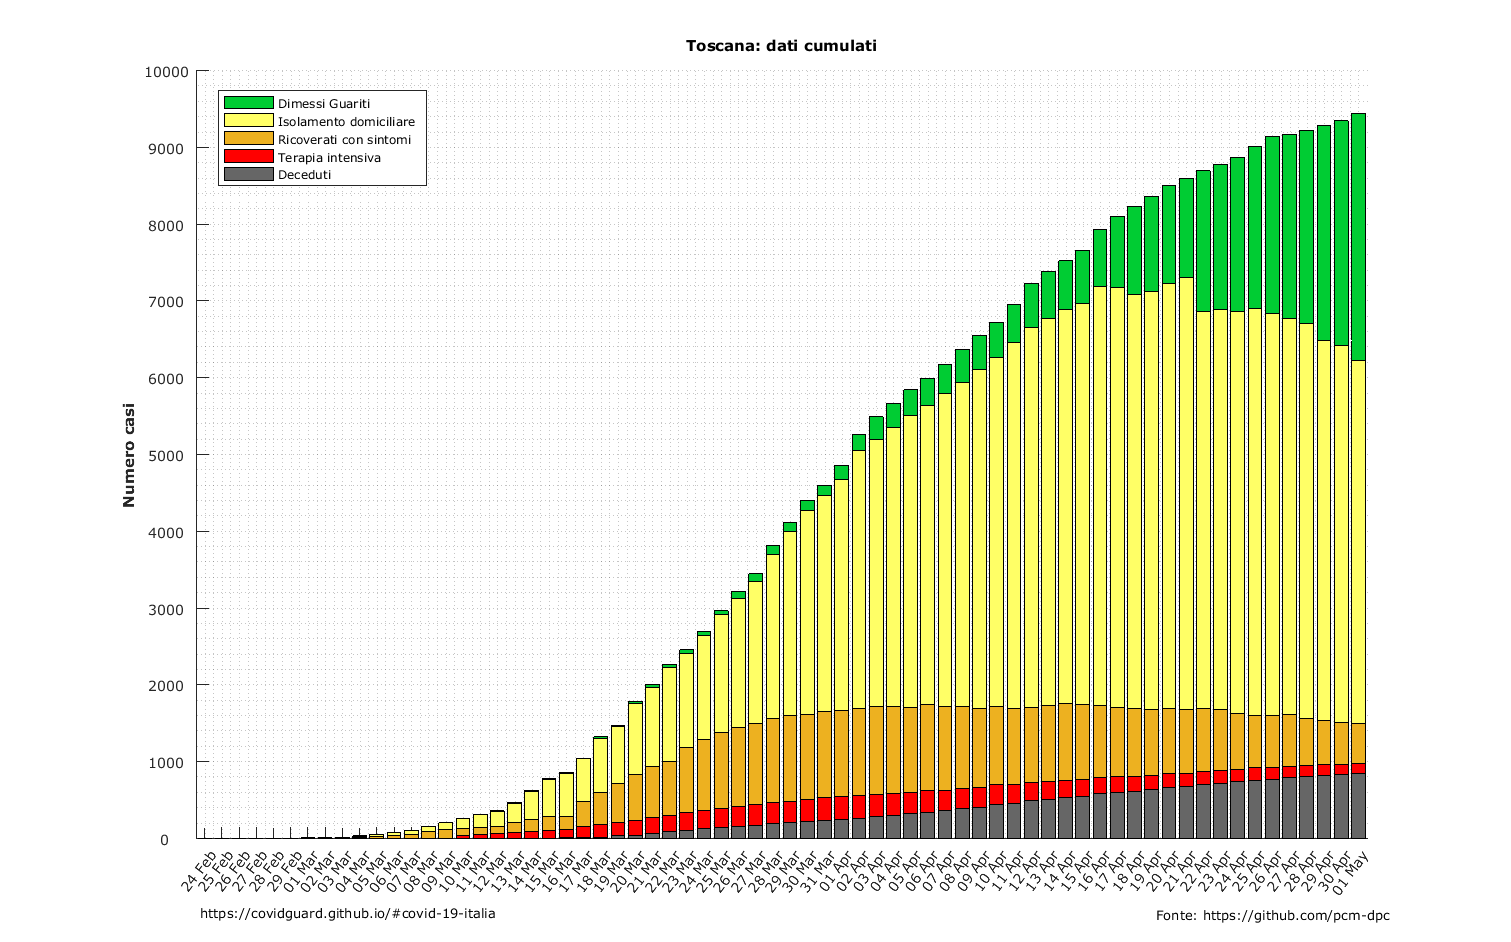 Toscana: dati cumulati
Numero casi
10000
9000
8000
7000
6000
5000
4000
3000
2000
1000
0
Dimessi Guariti
Isolamento domiciliare
Ricoverati con sintomi
Terapia intensiva
Deceduti
24 Feb
25 Feb
26 Feb
27 Feb
28 Feb
29 Feb
01 Mar
02 Mar
03 Mar
04 Mar
05 Mar
06 Mar
07 Mar
08 Mar
09 Mar
10 Mar
11 Mar
12 Mar
13 Mar
14 Mar
15 Mar
16 Mar
17 Mar
18 Mar
19 Mar
20 Mar
21 Mar
22 Mar
23 Mar
24 Mar
25 Mar
26 Mar
27 Mar
28 Mar
29 Mar
30 Mar
31 Mar
01 Apr
02 Apr
03 Apr
04 Apr
05 Apr
06 Apr
07 Apr
08 Apr
09 Apr
10 Apr
11 Apr
12 Apr
13 Apr
14 Apr
15 Apr
16 Apr
17 Apr
18 Apr
19 Apr
20 Apr
21 Apr
22 Apr
23 Apr
24 Apr
25 Apr
26 Apr
27 Apr
28 Apr
29 Apr
30 Apr
01 May
https://covidguard.github.io/#covid-19-italia
Fonte: https://github.com/pcm-dpc